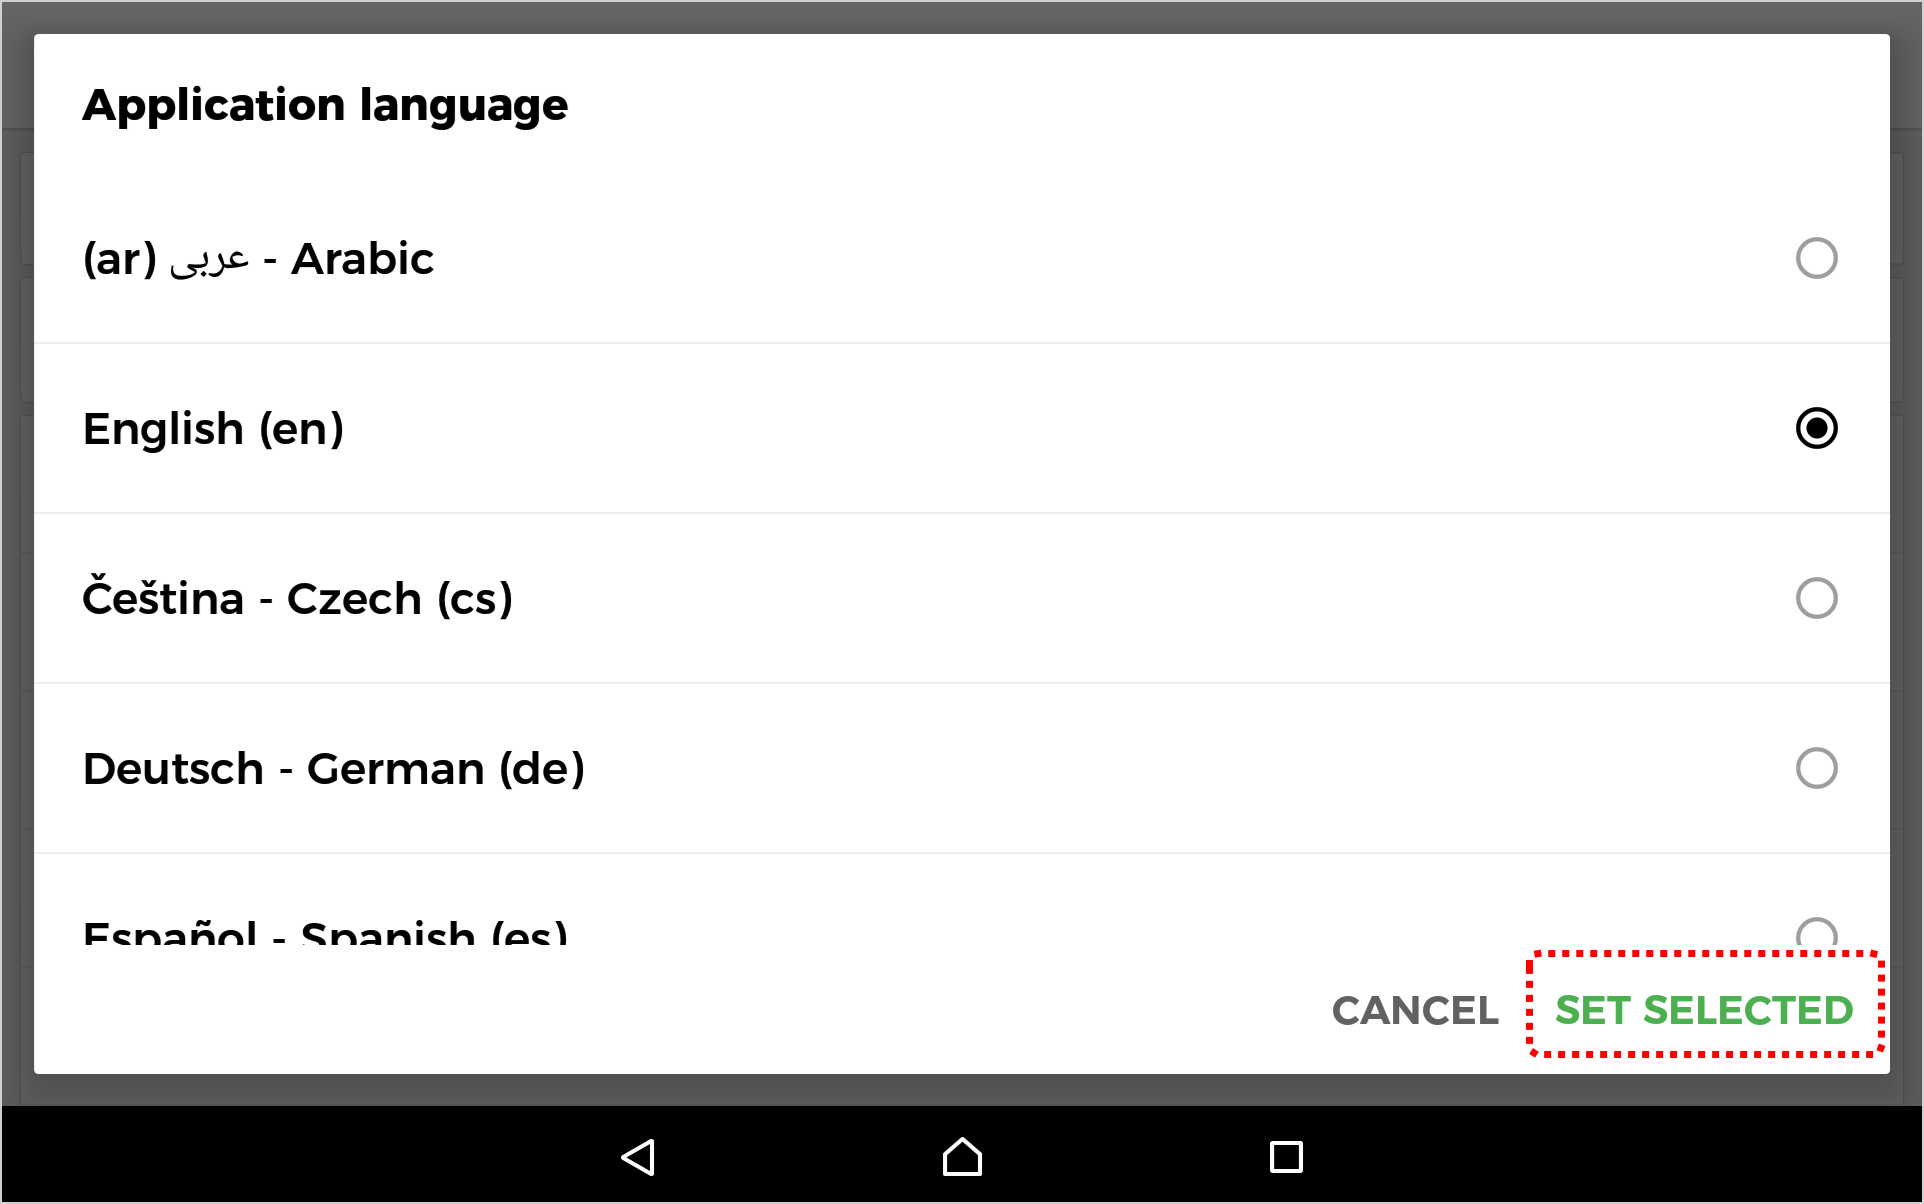 Application language
(ar) عربى - Arabic
English (en)
Čeština - Czech (cs)
Deutsch - German (de)
Español - Spanish (es)
CANCEL SET SELECTED